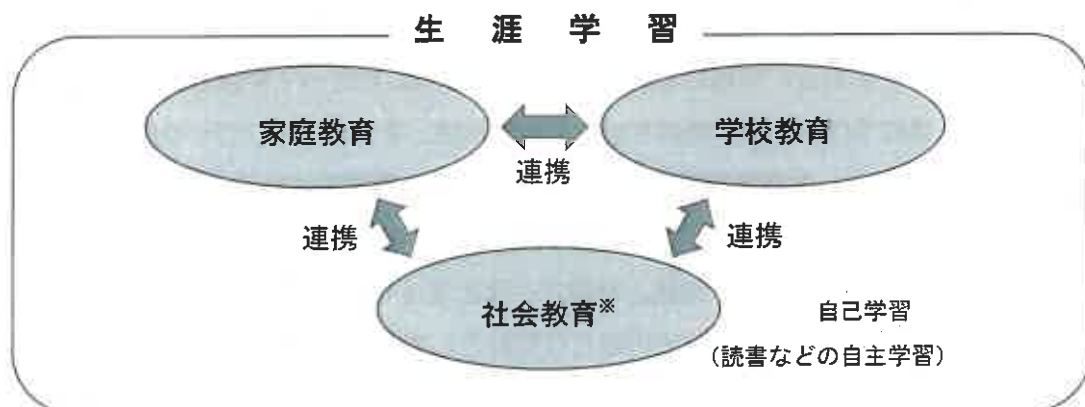 生涯学習
家庭教育
学校教育
連携
連携
連携
社会教育※
自己学習
（読書などの自主学習）